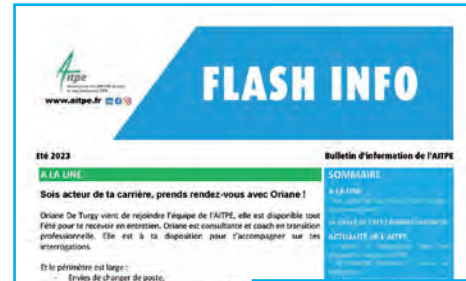 Aitpe
www.aitpe.fr
FLASH INFO
Eté 2023
Bulletin d'information de l'AITPE
A LA UNE
Sois acteur de ta carrière, prends rendez-vous avec Oriane !
Oriane De Turgy vient de rejoindre l'équipe de l'AITPE, elle est disponible tout
l'été pour te recevoir en entretien. Oriane est consultante et coach en transition
professionnelle. Elle est à ta disposition pour t'accompagner sur tes
interrogations.
Et le périmètre est large :
- Envies de changer de poste,
SOMMAIRE
A LA UNE
ACTUALITÉ DE L'AITPE